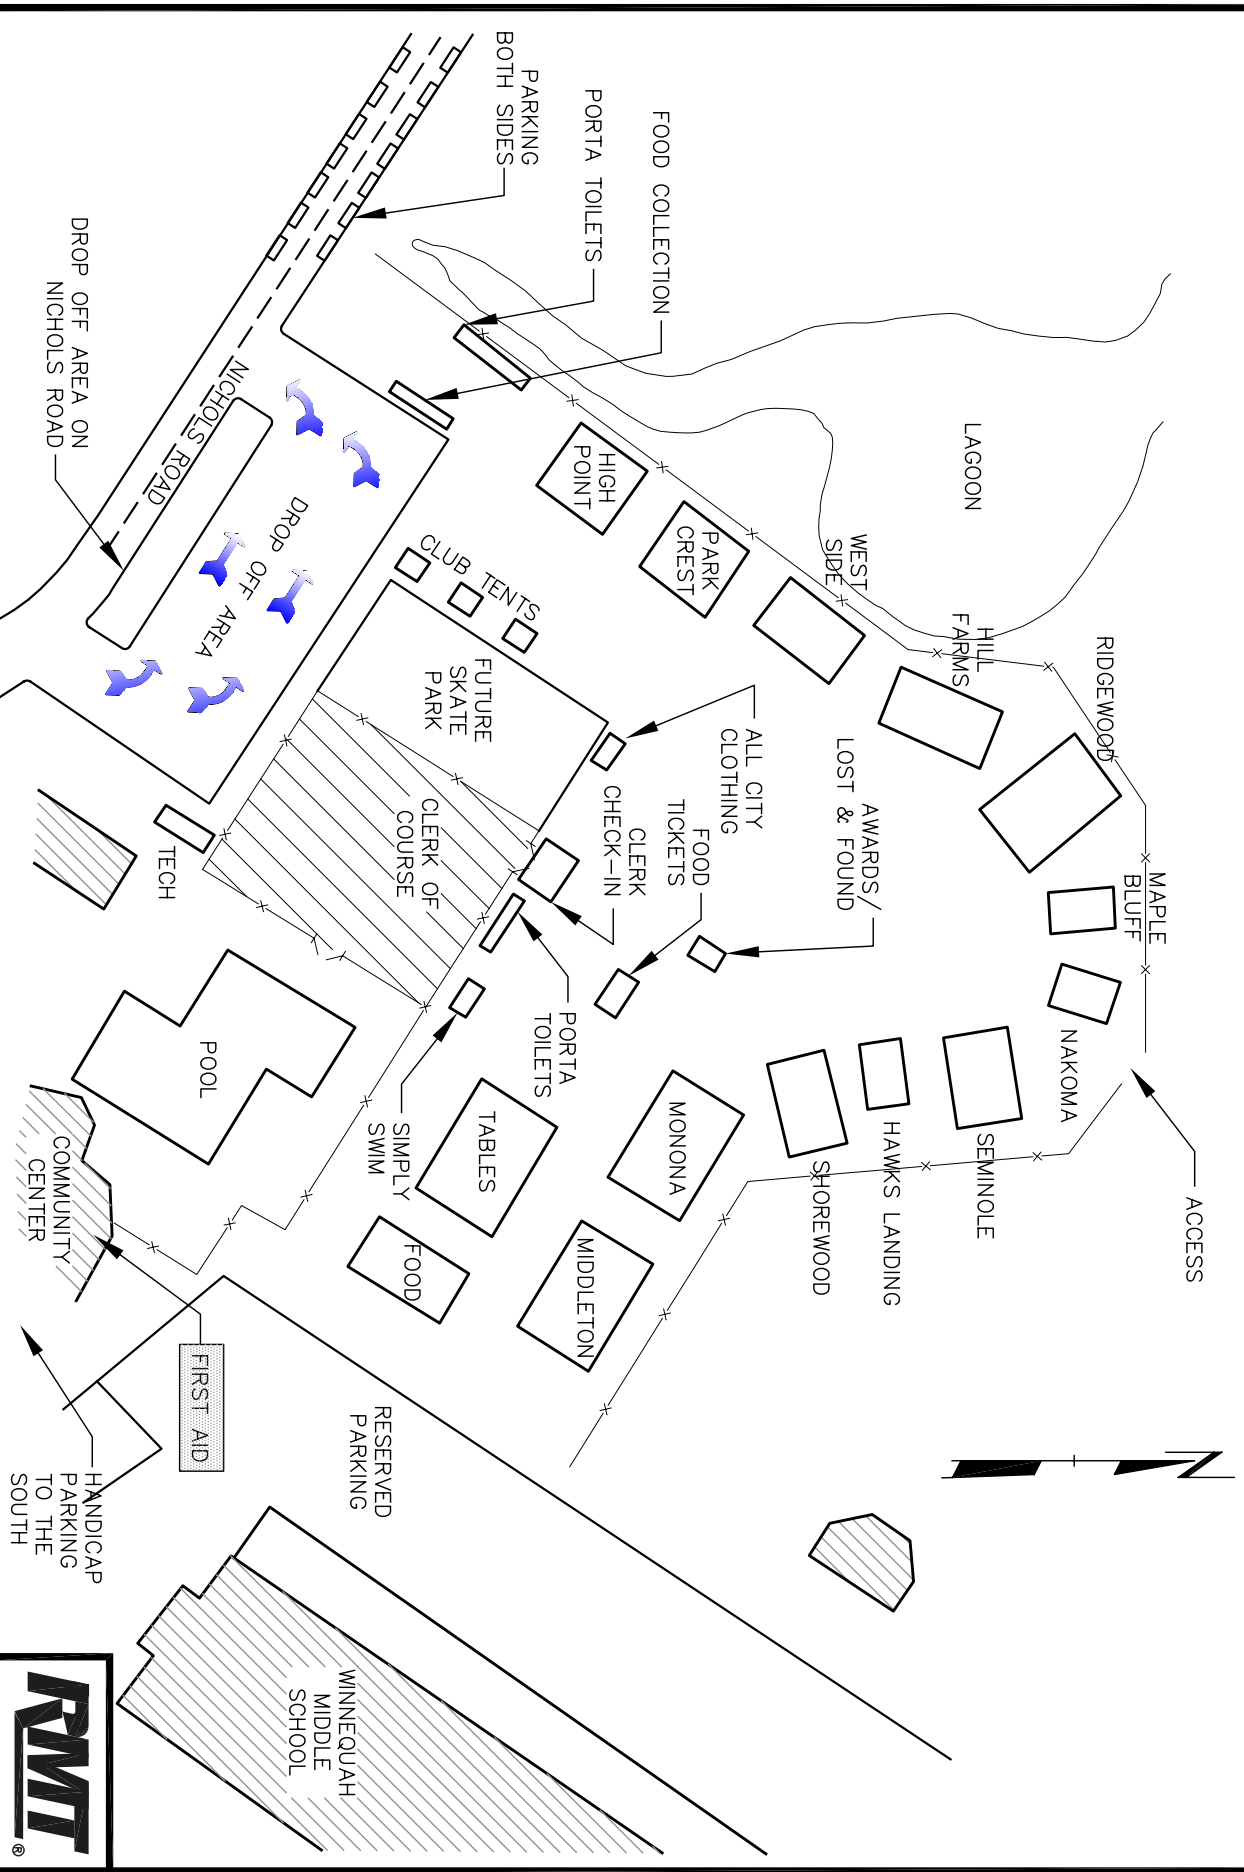 PARKING
BOTH SIDES
PORTA TOILETS
FOOD COLLECTION
LAGOON
DROP OFF AREA ON
NICHOLS ROAD
NICHOLS ROAD
DROP OFF AREA
CLUB TENTS
HIGH
POINT
PARK
CREST
WEST
SIDE
HILL
FARMS
RIDGEWOOD
MAPLE
BLUFF
NAKOMA
ACCESS
SEMINOLE
HAWKS LANDING
SHOREWOOD
MONONA
MIDDLETON
TABLES
FOOD
SIMPLY
SWIM
PORTA
TOILETS
AWARDS/
LOST & FOUND
FOOD
TICKETS
CLERK
CHECK-IN
ALL CITY
CLOTHING
FUTURE
SKATE
PARK
CLERK OF
COURSE
TECH
POOL
COMMUNITY
CENTER
FIRST AID
HANDICAP
PARKING
TO THE
SOUTH
RESERVED
PARKING
WINNEQUAH
MIDDLE
SCHOOL
N
RMT®